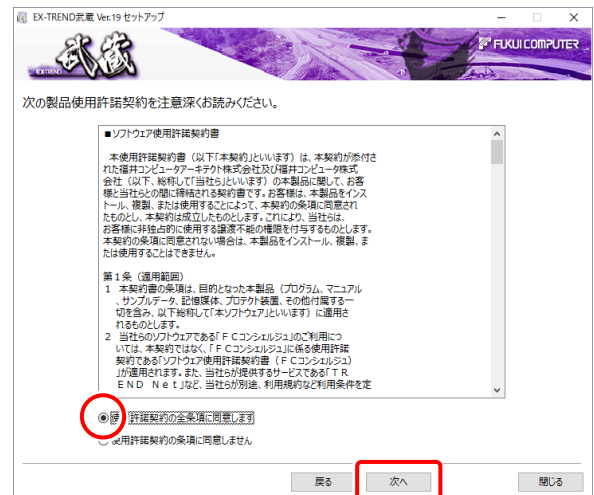 EX-TREND武蔵 Ver.19 セットアップ
武蔵
EX-TREND
FUKUI COMPUTER
次の製品使用許諾契約を注意深くお読みください。
■ソフトウェア使用許諾契約書
本使用許諾契約書（以下「本契約」といいます）は、本契約が添付さ
れた福井コンピュータアーキテクト株式会社及び福井コンピュータ株式
会社（以下、総称して「当社ら」といいます）の本製品に関して、お客
様と当社らとの間に締結される契約書です。お客様は、本製品をインス
トール、複製、または使用することによって、本契約の条項に同意され
たものとし、本契約は成立したものとします。これにより、当社らは、
お客様に非独占的に使用する譲渡不能の権限を付与するものとします。
本契約の条項に同意されない場合は、本製品をインストール、複製、ま
たは使用することはできません。
第１条（適用範囲）
１　本契約書の条項は、目的となった本製品（プログラム、マニュアル
、サンプルデータ、記憶媒体、プロテクト装置、その他付属する一
切を含み、以下総称して「本ソフトウェア」といいます）に適用さ
れるものとします。
２　当社らのソフトウェアである「ＦＣコンシェルジュ」のご利用につ
いては、本契約ではなく、「ＦＣコンシェルジュ」に係る使用許諾
契約である「ソフトウェア使用許諾契約書（ＦＣコンシェルジュ）
」が適用されます。また、当社らが提供するサービスである「ＴＲ
ＥＮＤ　Ｎｅｔ」など、当社らが別途、利用規約など利用条件を定
使 許諾契約の全条項に同意します
使用許諾契約の条項に同意しません
戻る
次へ
閉じる